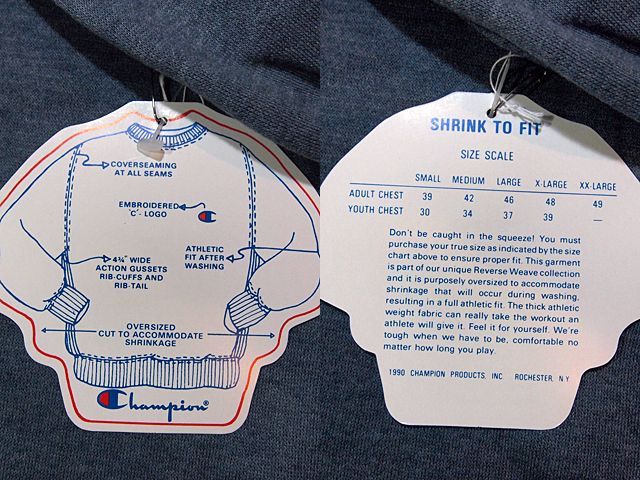 COVERSEAMING
AT ALL SEAMS
EMBROIDERED
'C'- LOGO
4¾" WIDE
ACTION GUSSETS
RIB-CUFFS AND
RIB-TAIL
ATHLETIC
FIT AFTER
WASHING
OVERSIZED
CUT TO ACCOMMODATE
SHRINKAGE
Champion®
SHRINK TO FIT
SIZE SCALE
SMALL MEDIUM LARGE X-LARGE XX-LARGE
ADULT CHEST 39 42 46 48 49
YOUTH CHEST 30 34 37 39 —
Don't be caught in the squeeze! You must
purchase your true size as indicated by the size
chart above to ensure proper fit. This garment
is part of our unique Reverse Weave collection
and it is purposely oversized to accommodate
shrinkage that will occur during washing,
resulting in a full athletic fit. The thick athletic
weight fabric can really take the workout an
athlete will give it. Feel it for yourself. We're
tough when we have to be, comfortable no
matter how long you play.
1990 CHAMPION PRODUCTS, INC ROCHESTER, N.Y.